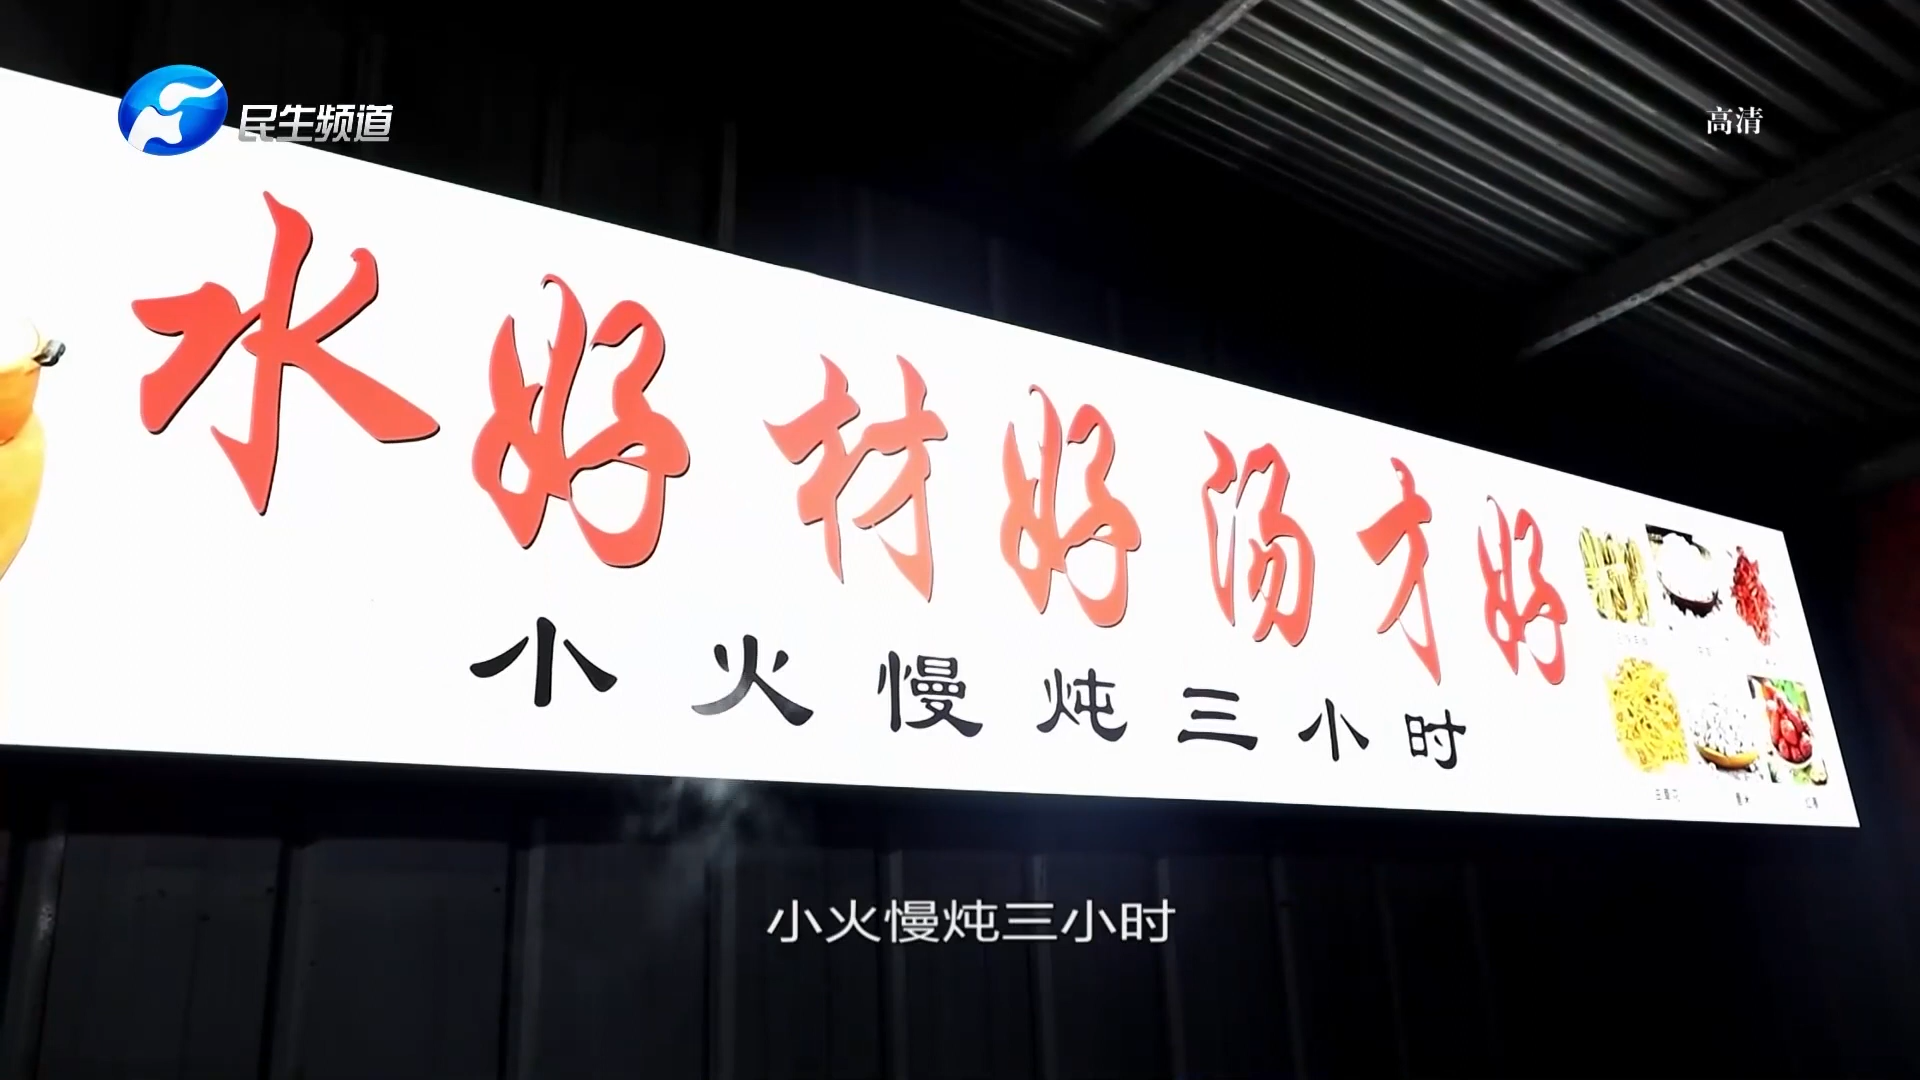 民生频道
高清
水好材好汤才好
小火慢炖三小时
小火慢炖三小时